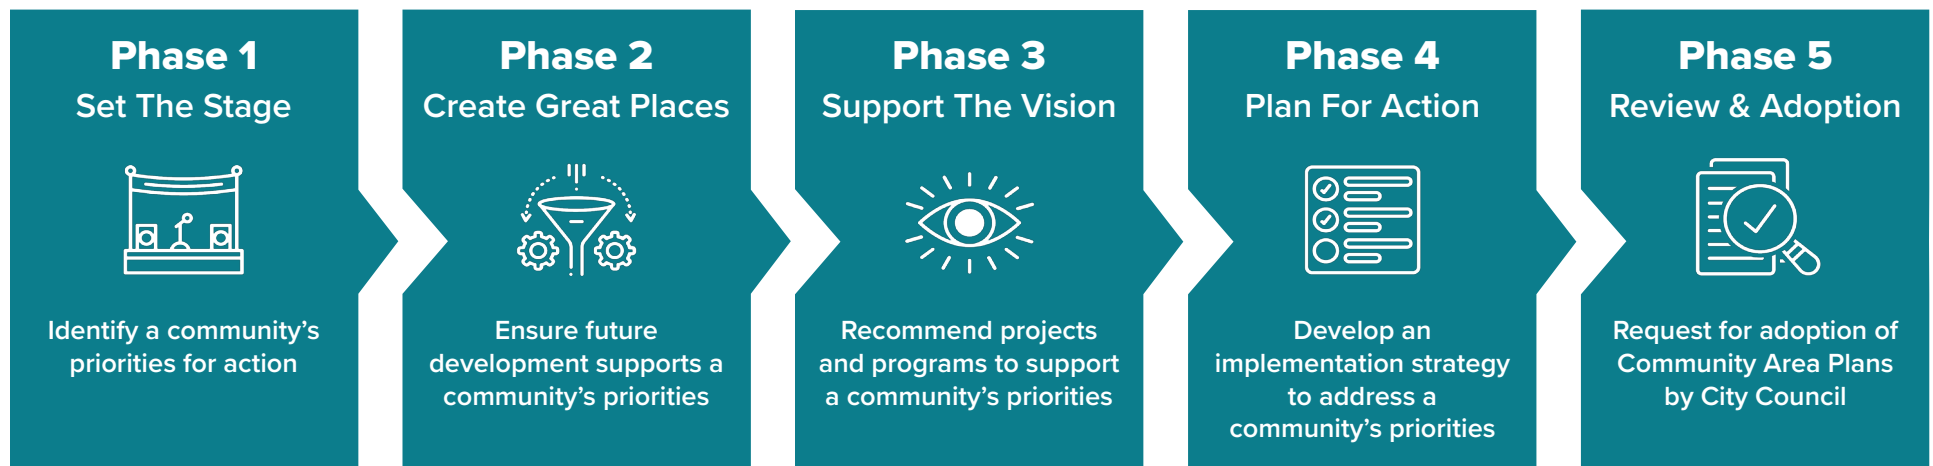 Phase 1
Set The Stage
Identify a community’s
priorities for action
Phase 2
Create Great Places
Ensure future
development supports a
community’s priorities
Phase 3
Support The Vision
Recommend projects
and programs to support
a community’s priorities
Phase 4
Plan For Action
Develop an
implementation strategy
to address a
community’s priorities
Phase 5
Review & Adoption
Request for adoption of
Community Area Plans
by City Council